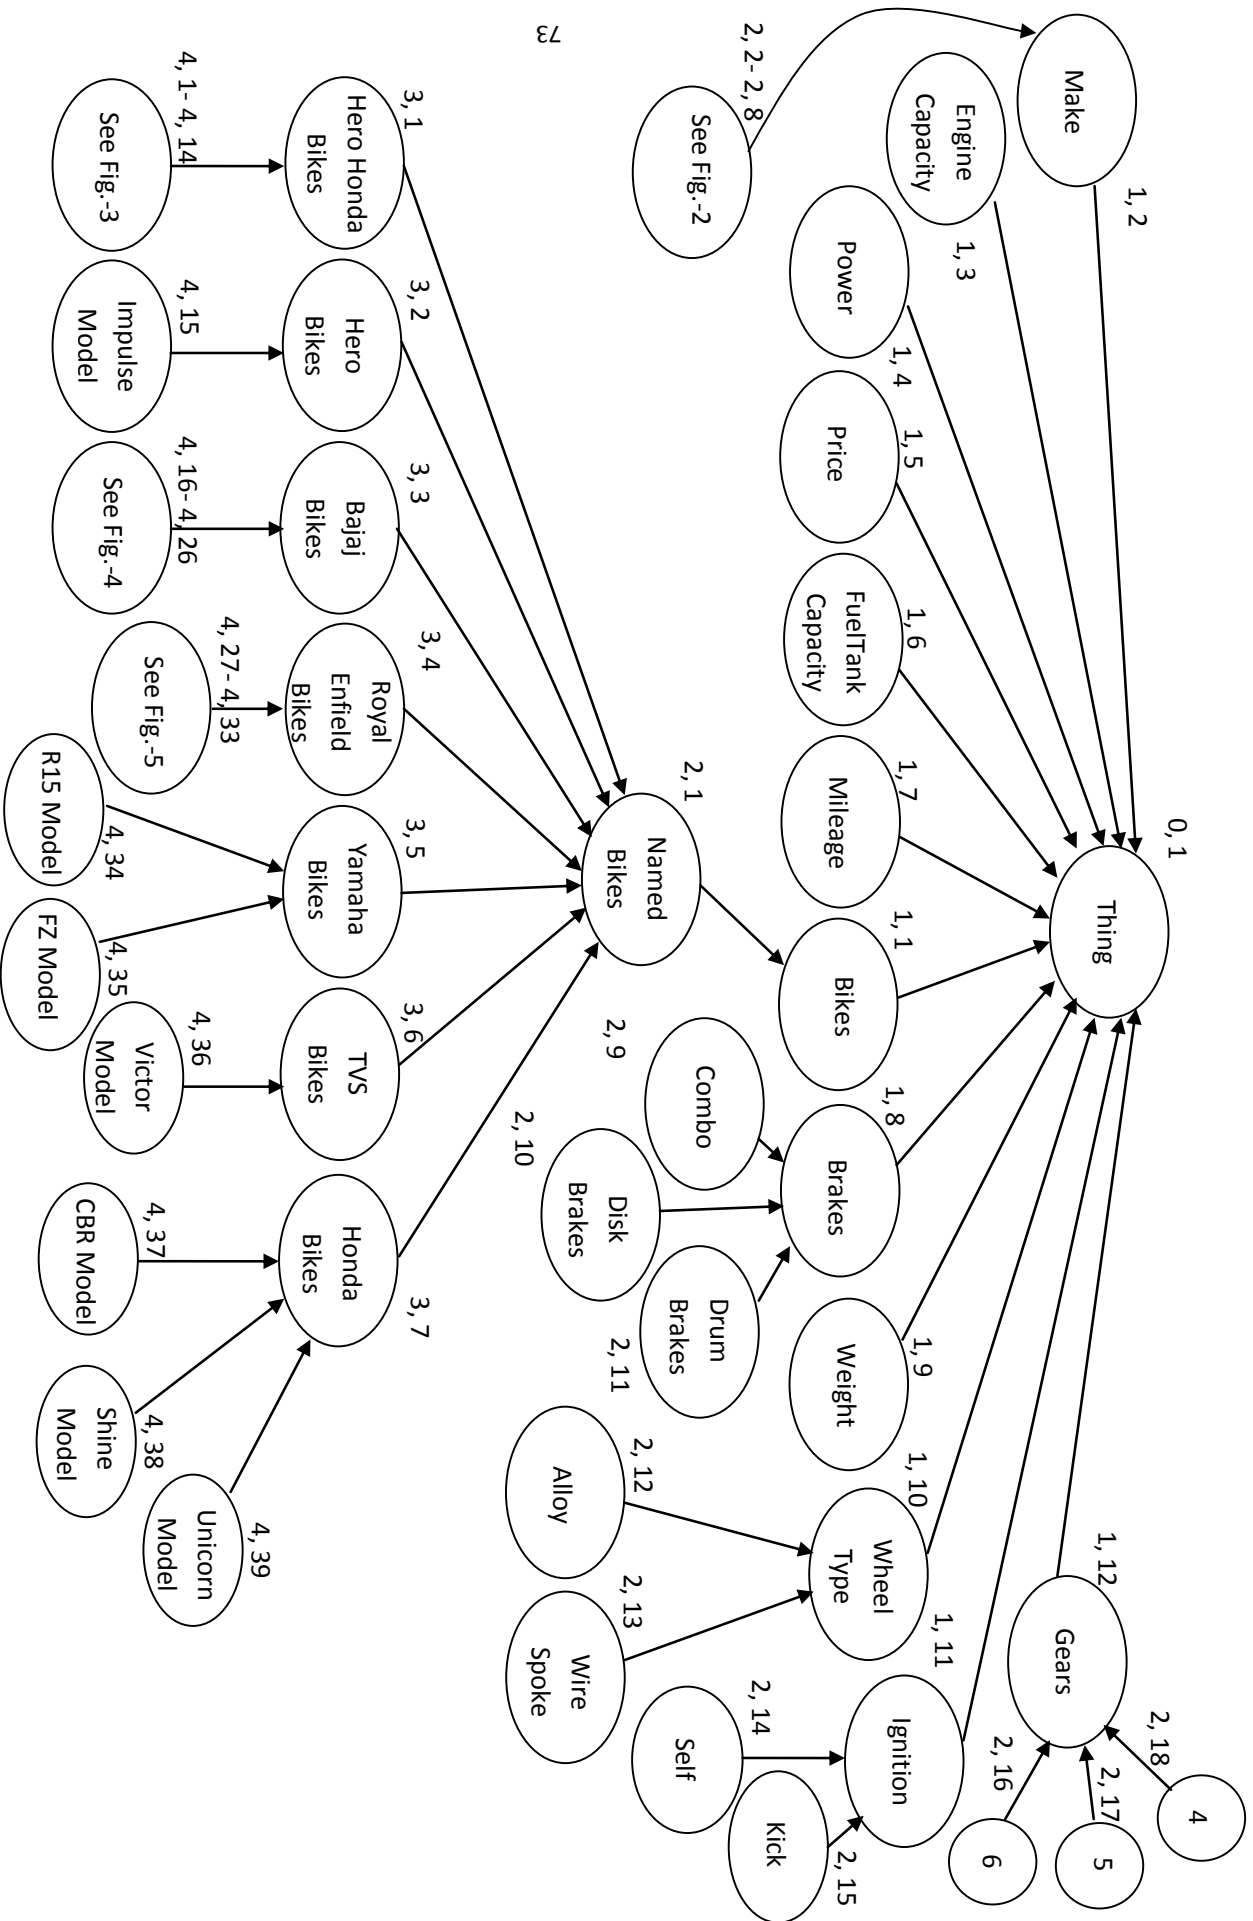 0, 1
Thing
1, 2
Make
1, 3
Engine
Capacity
1, 4
Power
1, 5
Price
1, 6
FuelTank
Capacity
1, 7
Mileage
1, 1
Bikes
1, 8
Brakes
1, 9
Weight
1, 10
Wheel
Type
1, 11
Ignition
1, 12
Gears
2, 18
4
2, 17
5
2, 16
6
2, 2- 2, 8
See Fig.-2
2, 1
Named
Bikes
2, 9
Combo
2, 10
Disk
Brakes
2, 11
Drum
Brakes
2, 12
Alloy
2, 13
Wire
Spoke
2, 14
Self
2, 15
Kick
3, 1
Hero Honda
Bikes
3, 2
Hero
Bikes
3, 3
Bajaj
Bikes
3, 4
Royal
Enfield
Bikes
3, 5
Yamaha
Bikes
3, 6
TVS
Bikes
3, 7
Honda
Bikes
4, 1- 4, 14
See Fig.-3
4, 15
Impulse
Model
4, 16- 4, 26
See Fig.-4
4, 27- 4, 33
See Fig.-5
4, 34
R15 Model
4, 35
FZ Model
4, 36
Victor
Model
4, 37
CBR Model
4, 38
Shine
Model
4, 39
Unicorn
Model
73